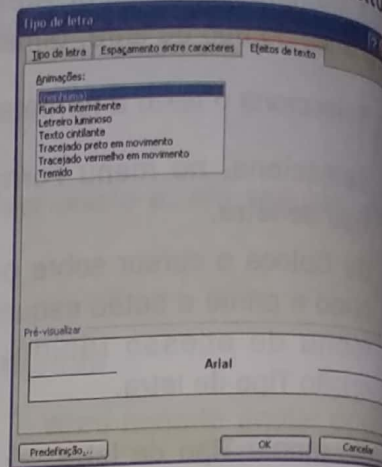 Tipo de letra
Tipo de letra Espaçamento entre caracteres Efeitos de texto
Animações:
(nenhuma)
Fundo intermitente
Letreiro luminoso
Texto cintilante
Tracejado preto em movimento
Tracejado vermelho em movimento
Tremido
Pré-visualizar
Arial
Predefinição... OK Cancela